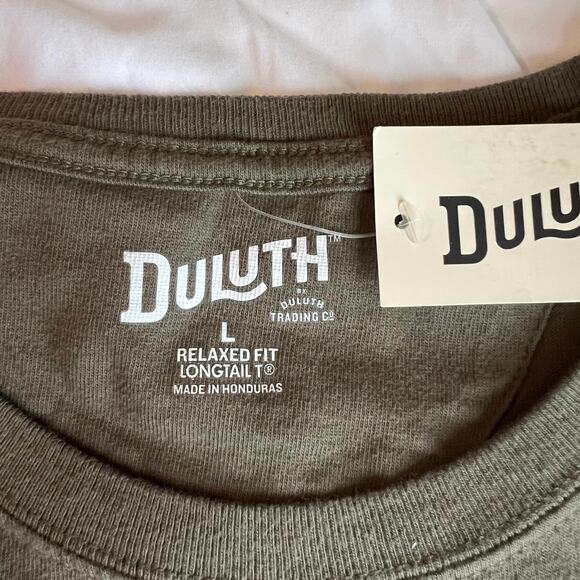 DULUTH™
BY
DULUTH
TRADING Co
L
RELAXED FIT
LONGTAIL T®
MADE IN HONDURAS
DULU